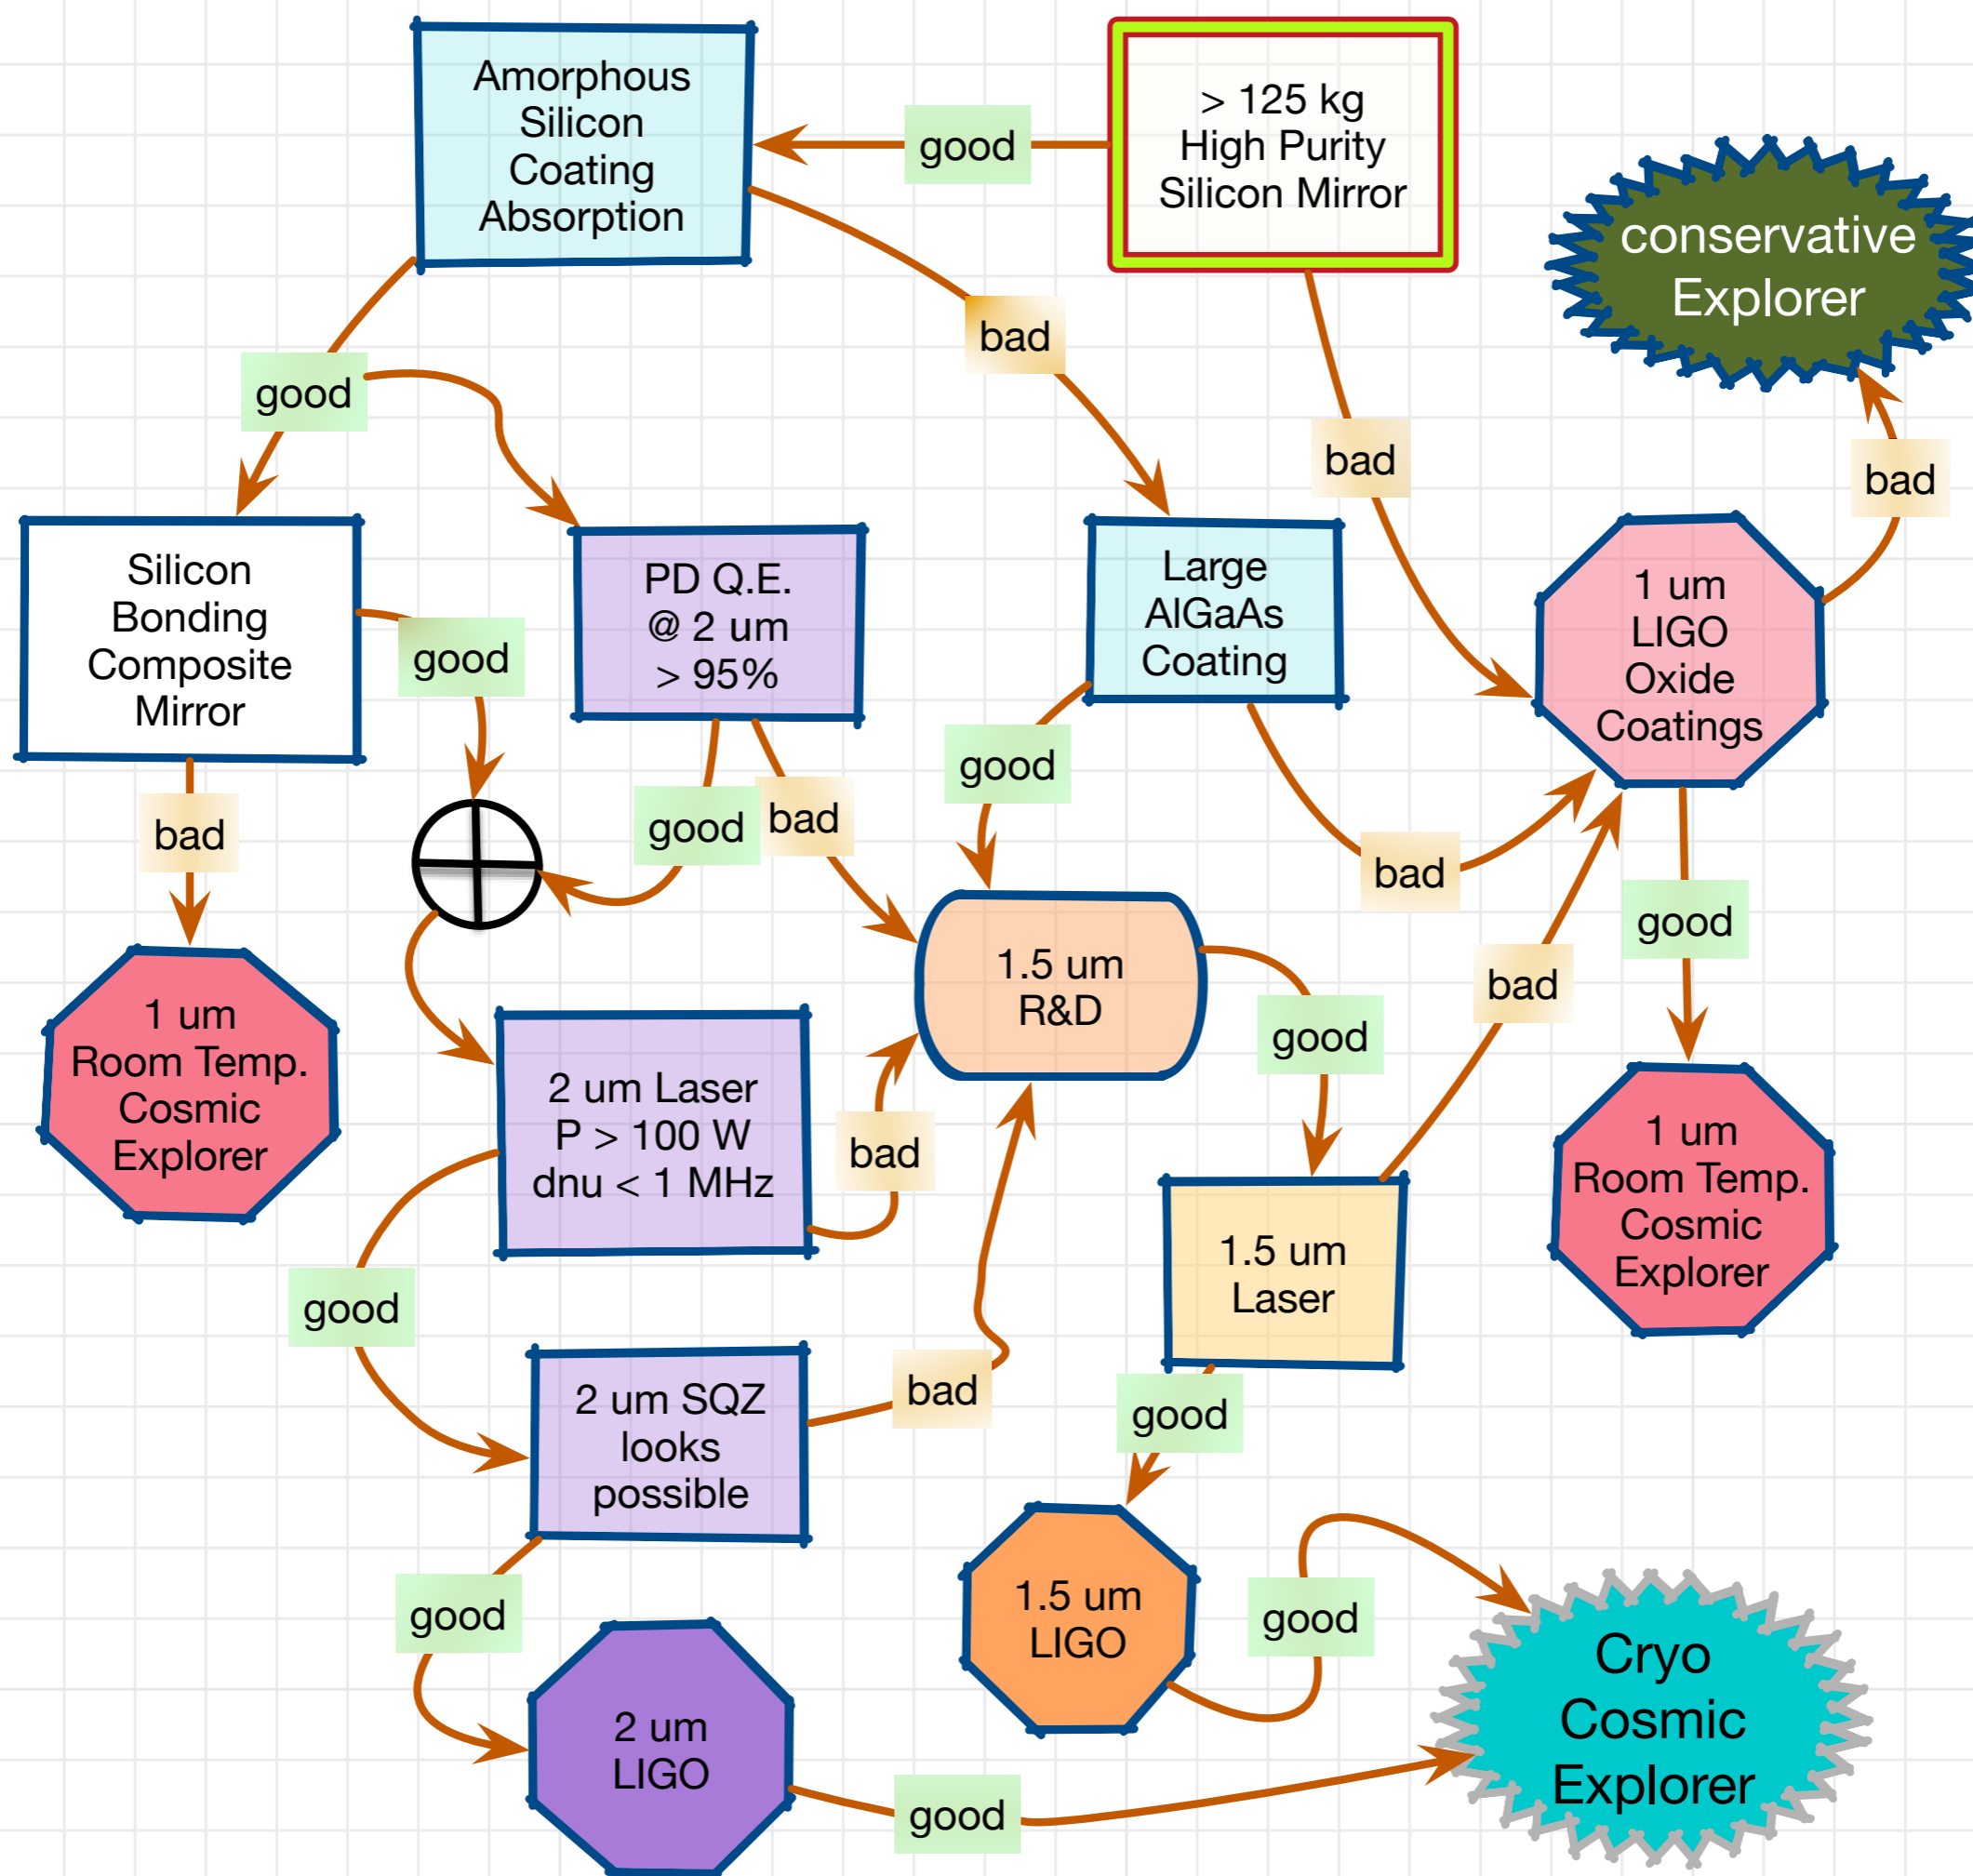 Amorphous
Silicon
Coating
Absorption
good
> 125 kg
High Purity
Silicon Mirror
conservative
Explorer
bad
good
bad
bad
Silicon
Bonding
Composite
Mirror
good
PD Q.E.
@ 2 um
> 95%
Large
AlGaAs
Coating
1 um
LIGO
Oxide
Coatings
bad
good
bad
good
bad
good
1 um
Room Temp.
Cosmic
Explorer
1.5 um
R&D
bad
good
2 um Laser
P > 100 W
dnu < 1 MHz
bad
1 um
Room Temp.
Cosmic
Explorer
good
1.5 um
Laser
2 um SQZ
looks
possible
bad
good
good
1.5 um
LIGO
good
2 um
LIGO
good
Cryo
Cosmic
Explorer